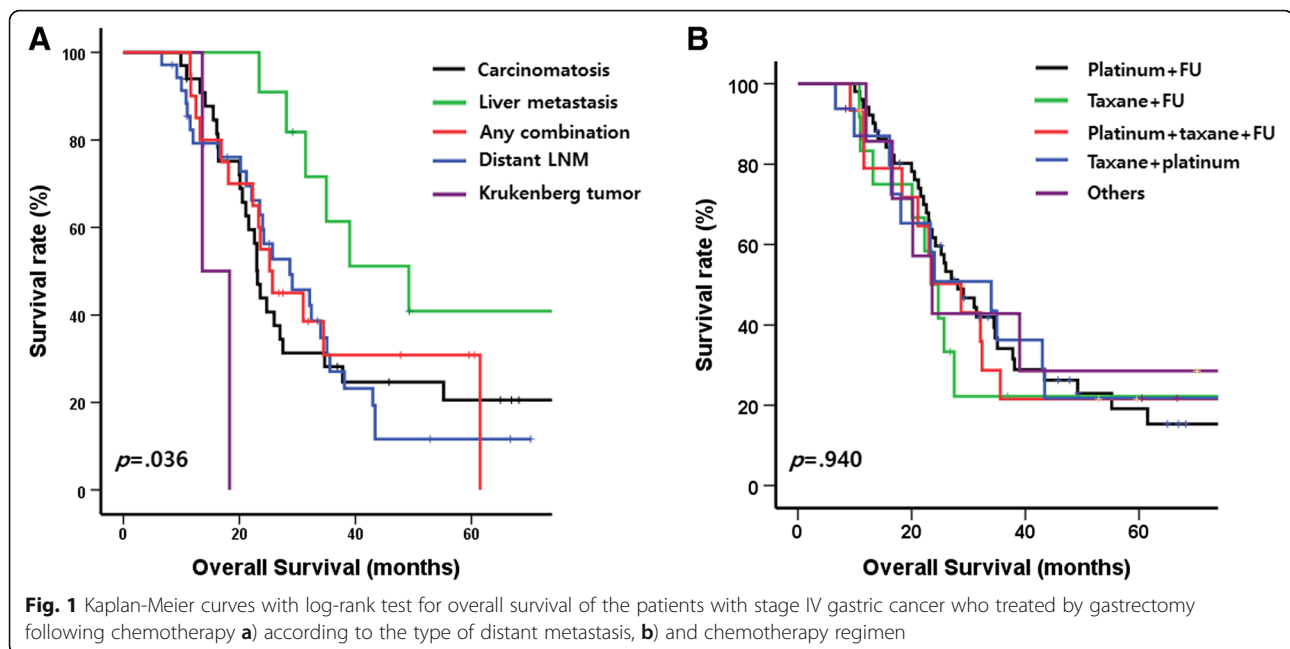 A
Survival rate (%)
100
80
60
40
20
0
Carcinomatosis
Liver metastasis
Any combination
Distant LNM
Krukenberg tumor
p=.036
0 20 40 60
Overall Survival (months)
B
Survival rate (%)
100
80
60
40
20
0
Platinum+FU
Taxane+FU
Platinum+taxane+FU
Taxane+platinum
Others
p=.940
0 20 40 60
Overall Survival (months)
Fig. 1 Kaplan-Meier curves with log-rank test for overall survival of the patients with stage IV gastric cancer who treated by gastrectomy
following chemotherapy a) according to the type of distant metastasis, b) and chemotherapy regimen